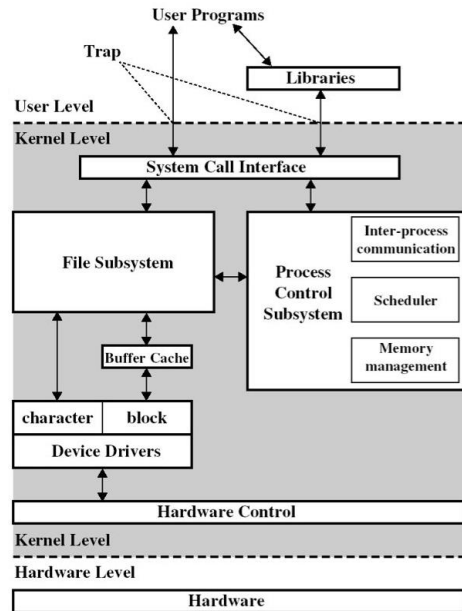 User Programs
Trap
Libraries
User Level
Kernel Level
System Call Interface
File Subsystem
Process
Control
Subsystem
Inter-process
communication
Scheduler
Memory
management
Buffer Cache
character block
Device Drivers
Hardware Control
Kernel Level
Hardware Level
Hardware